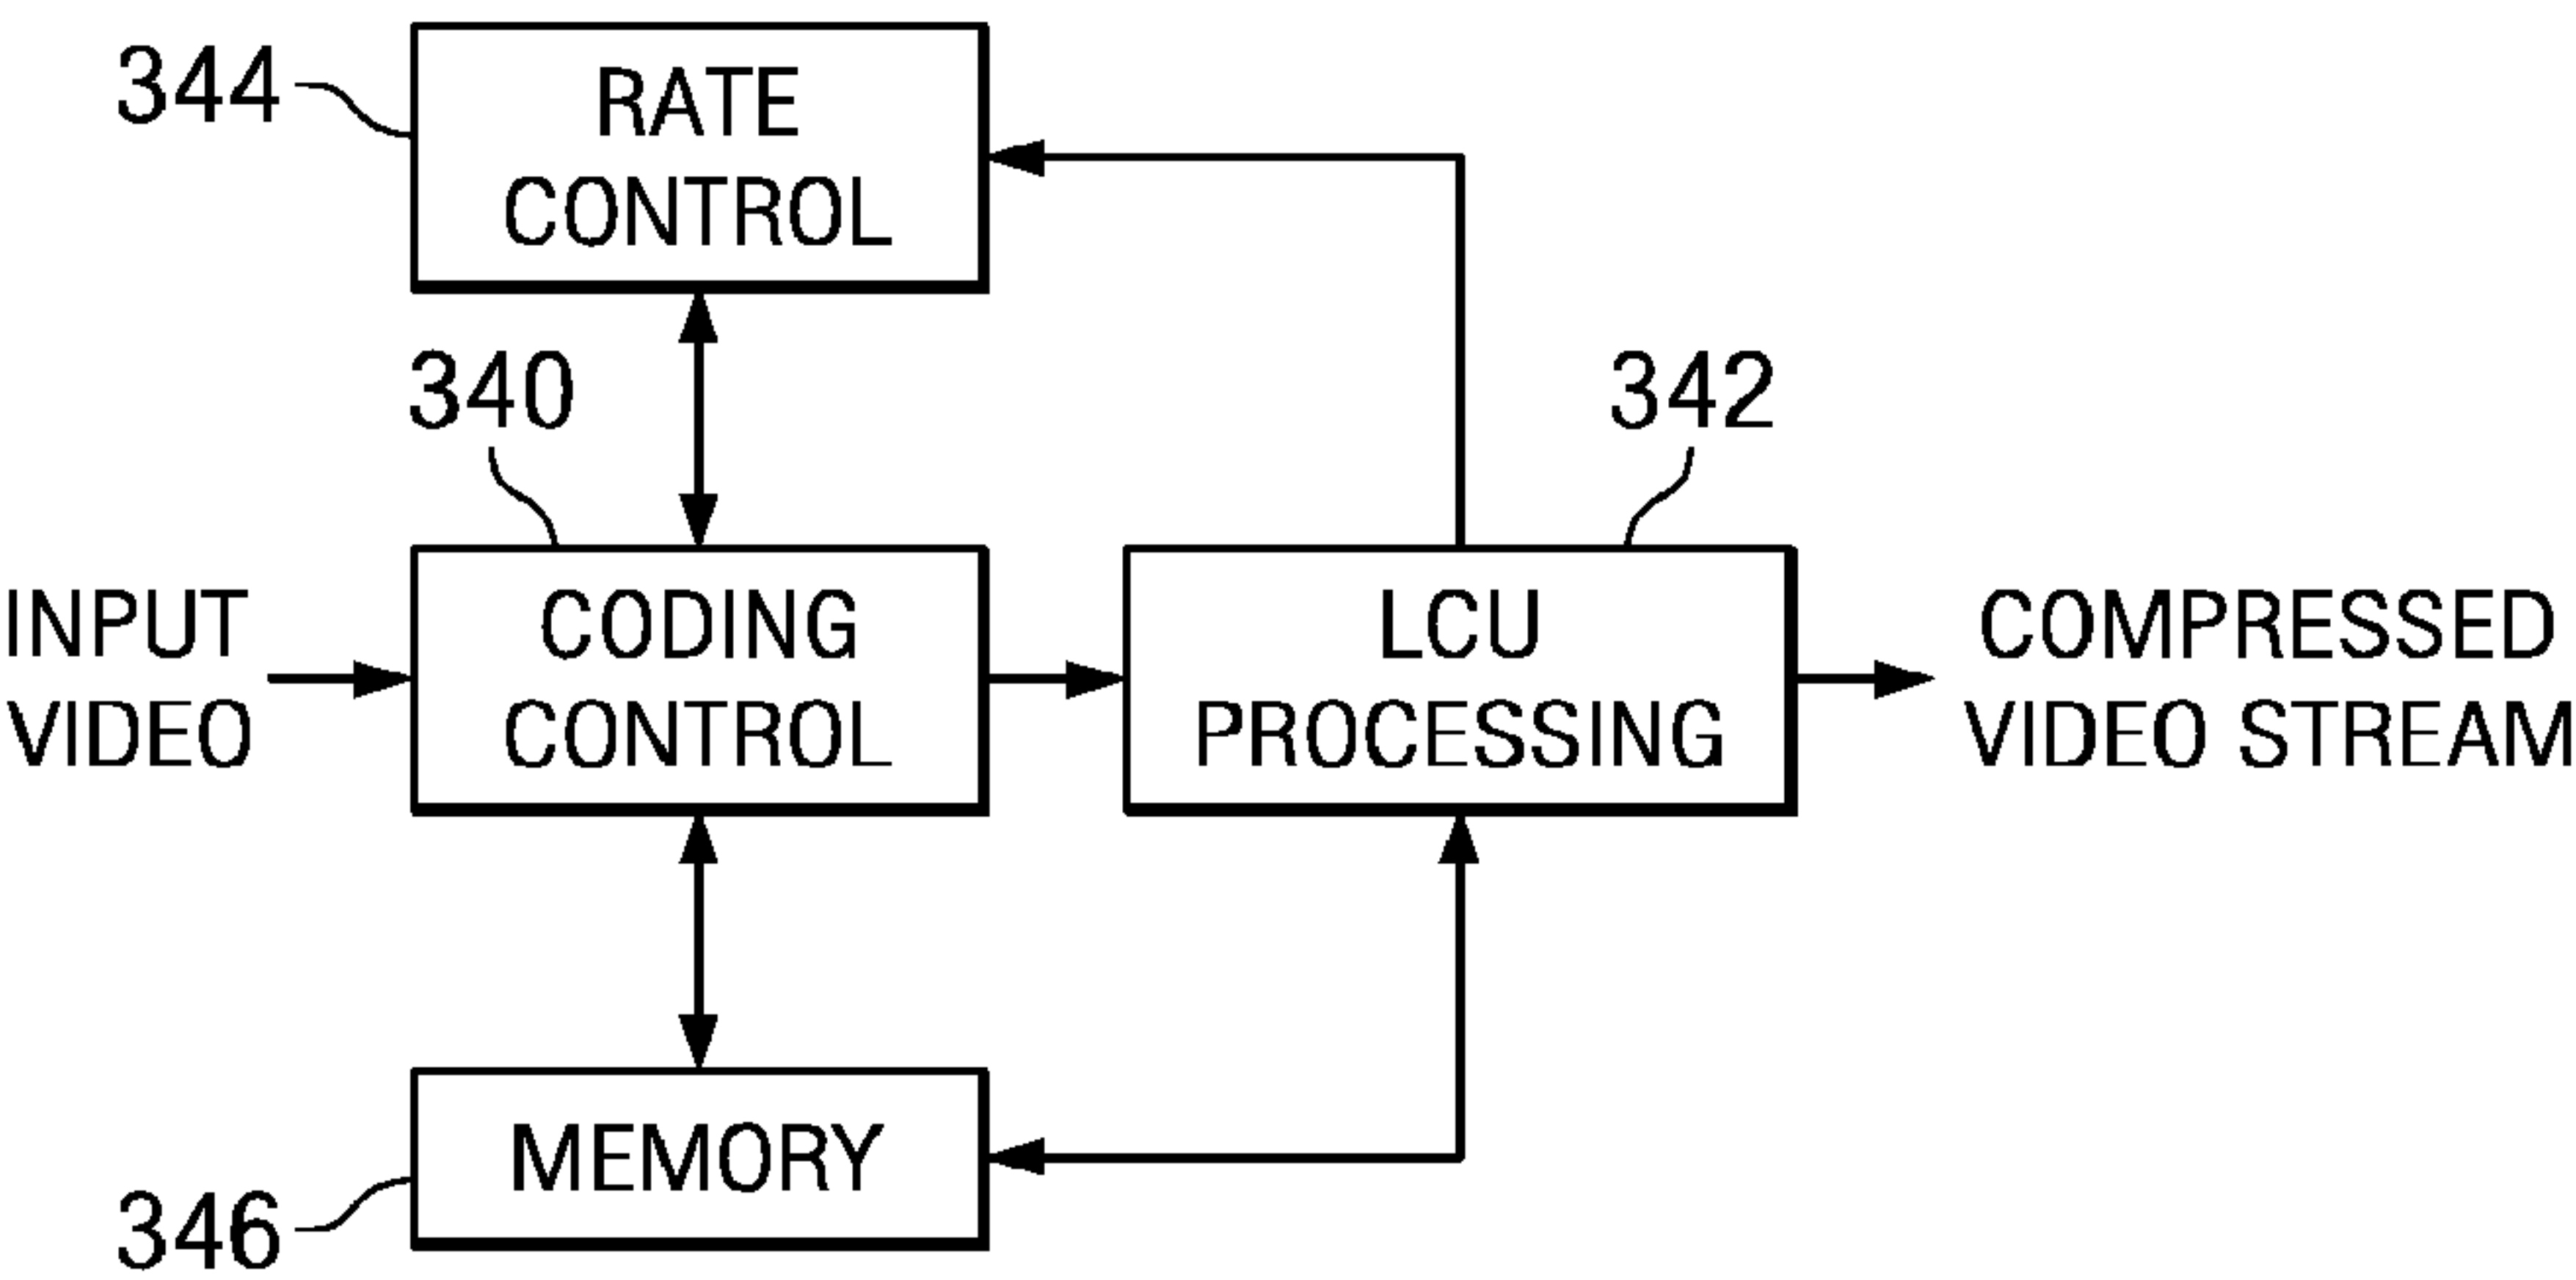 344
RATE
CONTROL
340
342
INPUT
VIDEO
CODING
CONTROL
LCU
PROCESSING
COMPRESSED
VIDEO STREAM
MEMORY
346